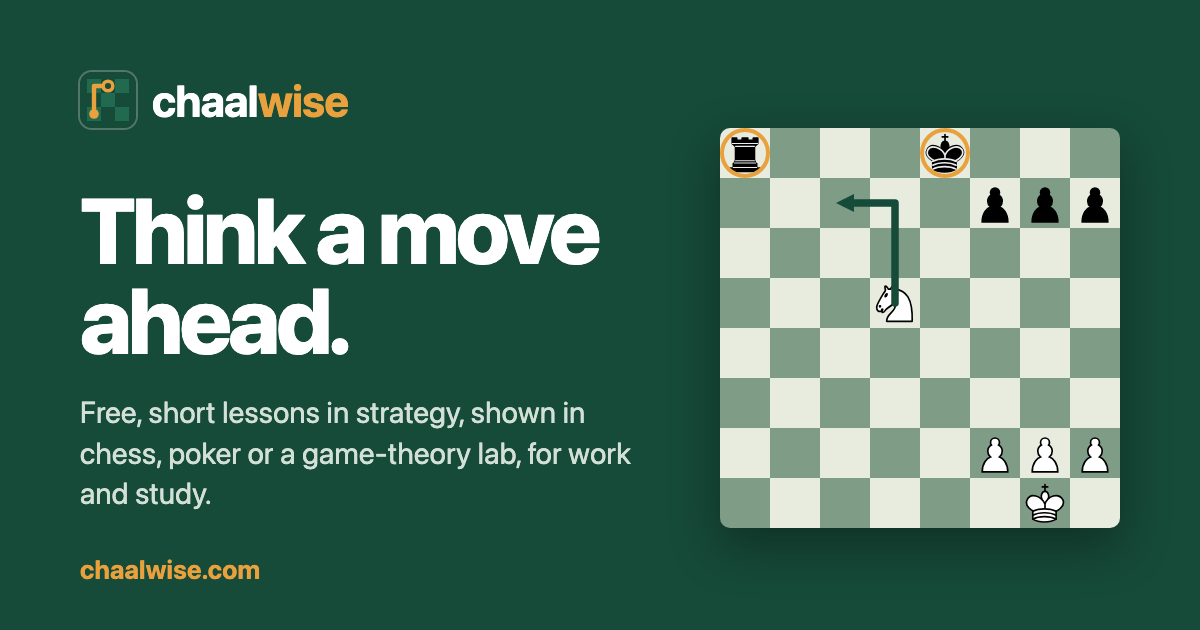 chaalwise
Think a move
ahead.
Free, short lessons in strategy, shown in
chess, poker or a game-theory lab, for work
and study.
chaalwise.com